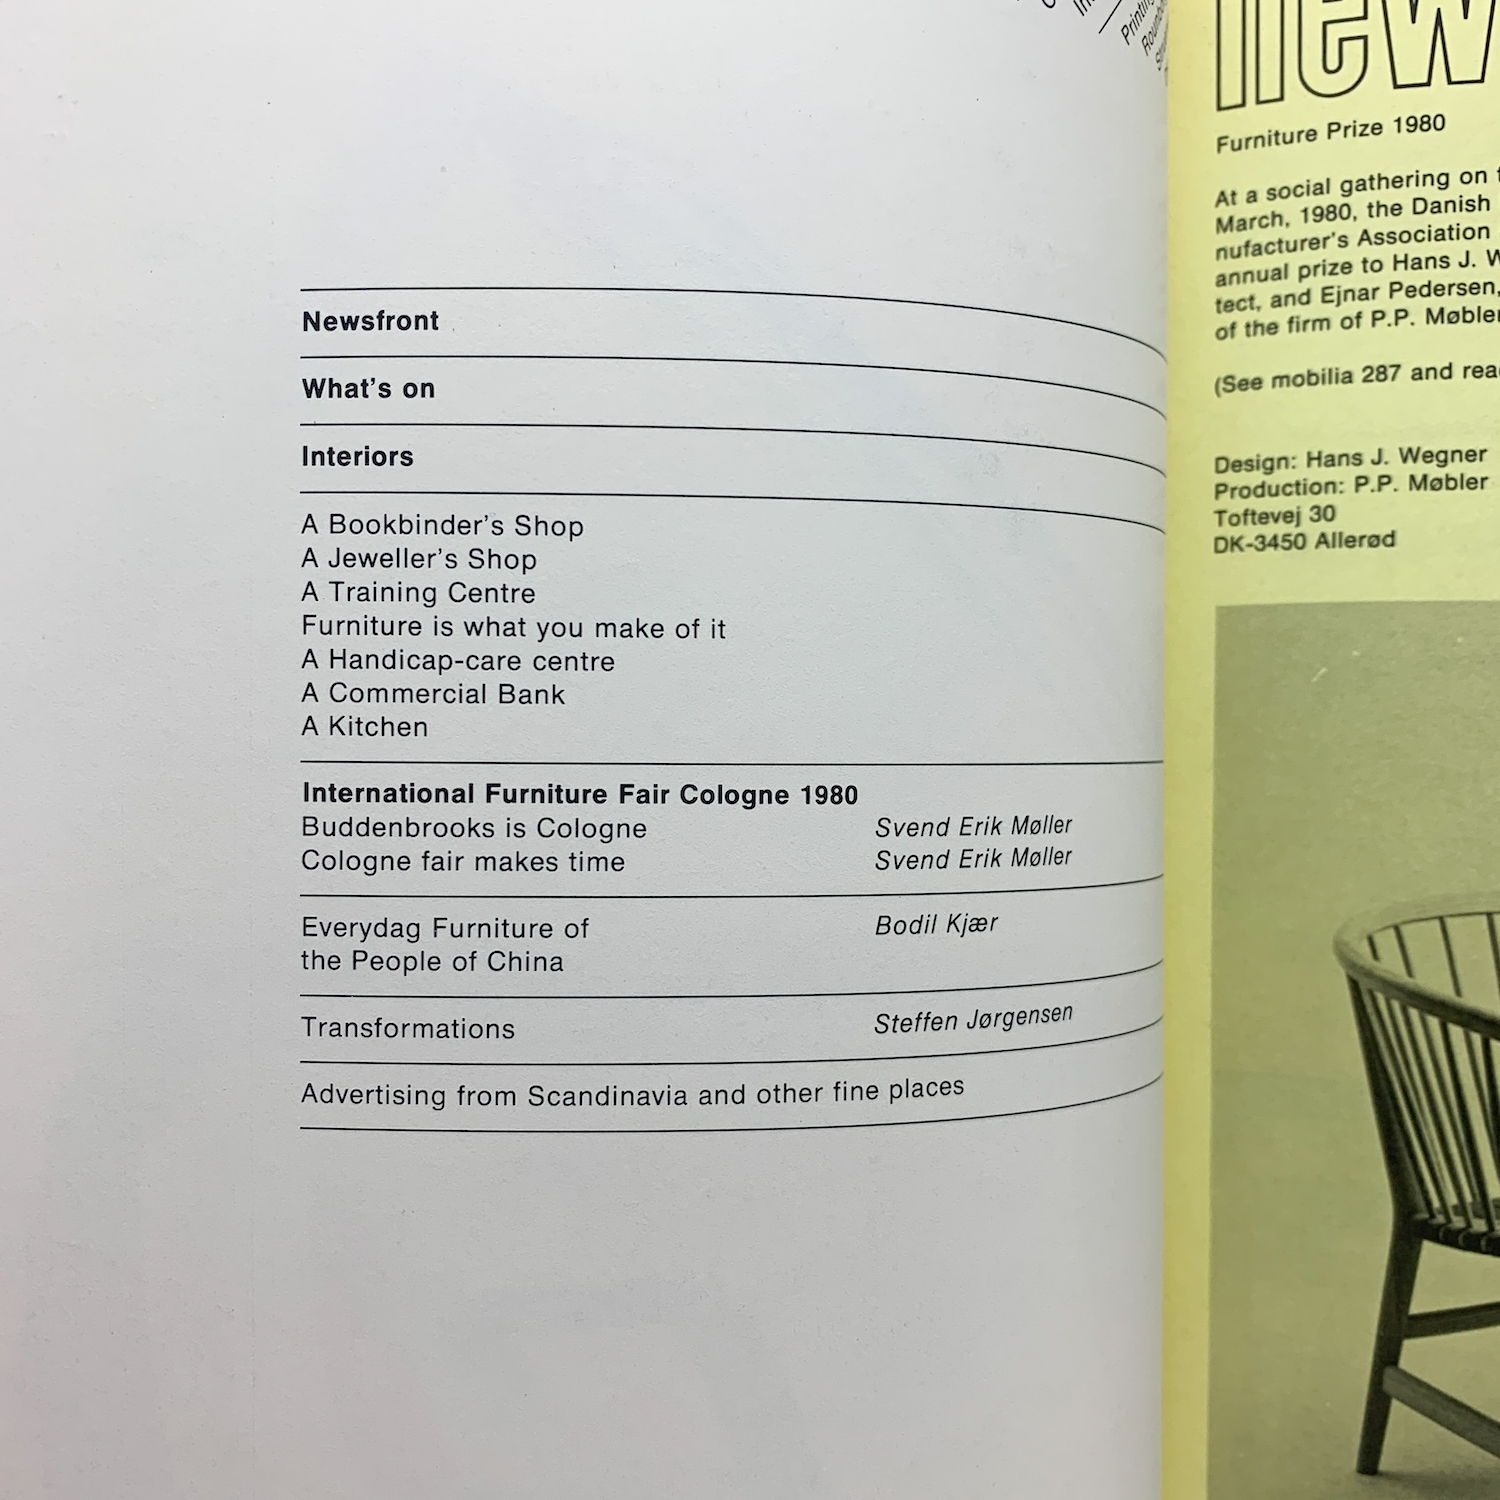 Printing
Newsfront
What's on
Interiors
A Bookbinder's Shop
A Jeweller's Shop
A Training Centre
Furniture is what you make of it
A Handicap-care centre
A Commercial Bank
A Kitchen
International Furniture Fair Cologne 1980
Buddenbrooks is Cologne Svend Erik Møller
Cologne fair makes time Svend Erik Møller
Everydag Furniture of Bodil Kjær
the People of China
Transformations Steffen Jørgensen
Advertising from Scandinavia and other fine places
new
Furniture Prize 1980
At a social gathering on
March, 1980, the Danish
nufacturer's Association
annual prize to Hans J.
tect, and Ejnar Pedersen,
of the firm of P.P. Møbler
(See mobilia 287 and
Design: Hans J. Wegner
Production: P.P. Møbler
Toftevej 30
DK-3450 Allerød